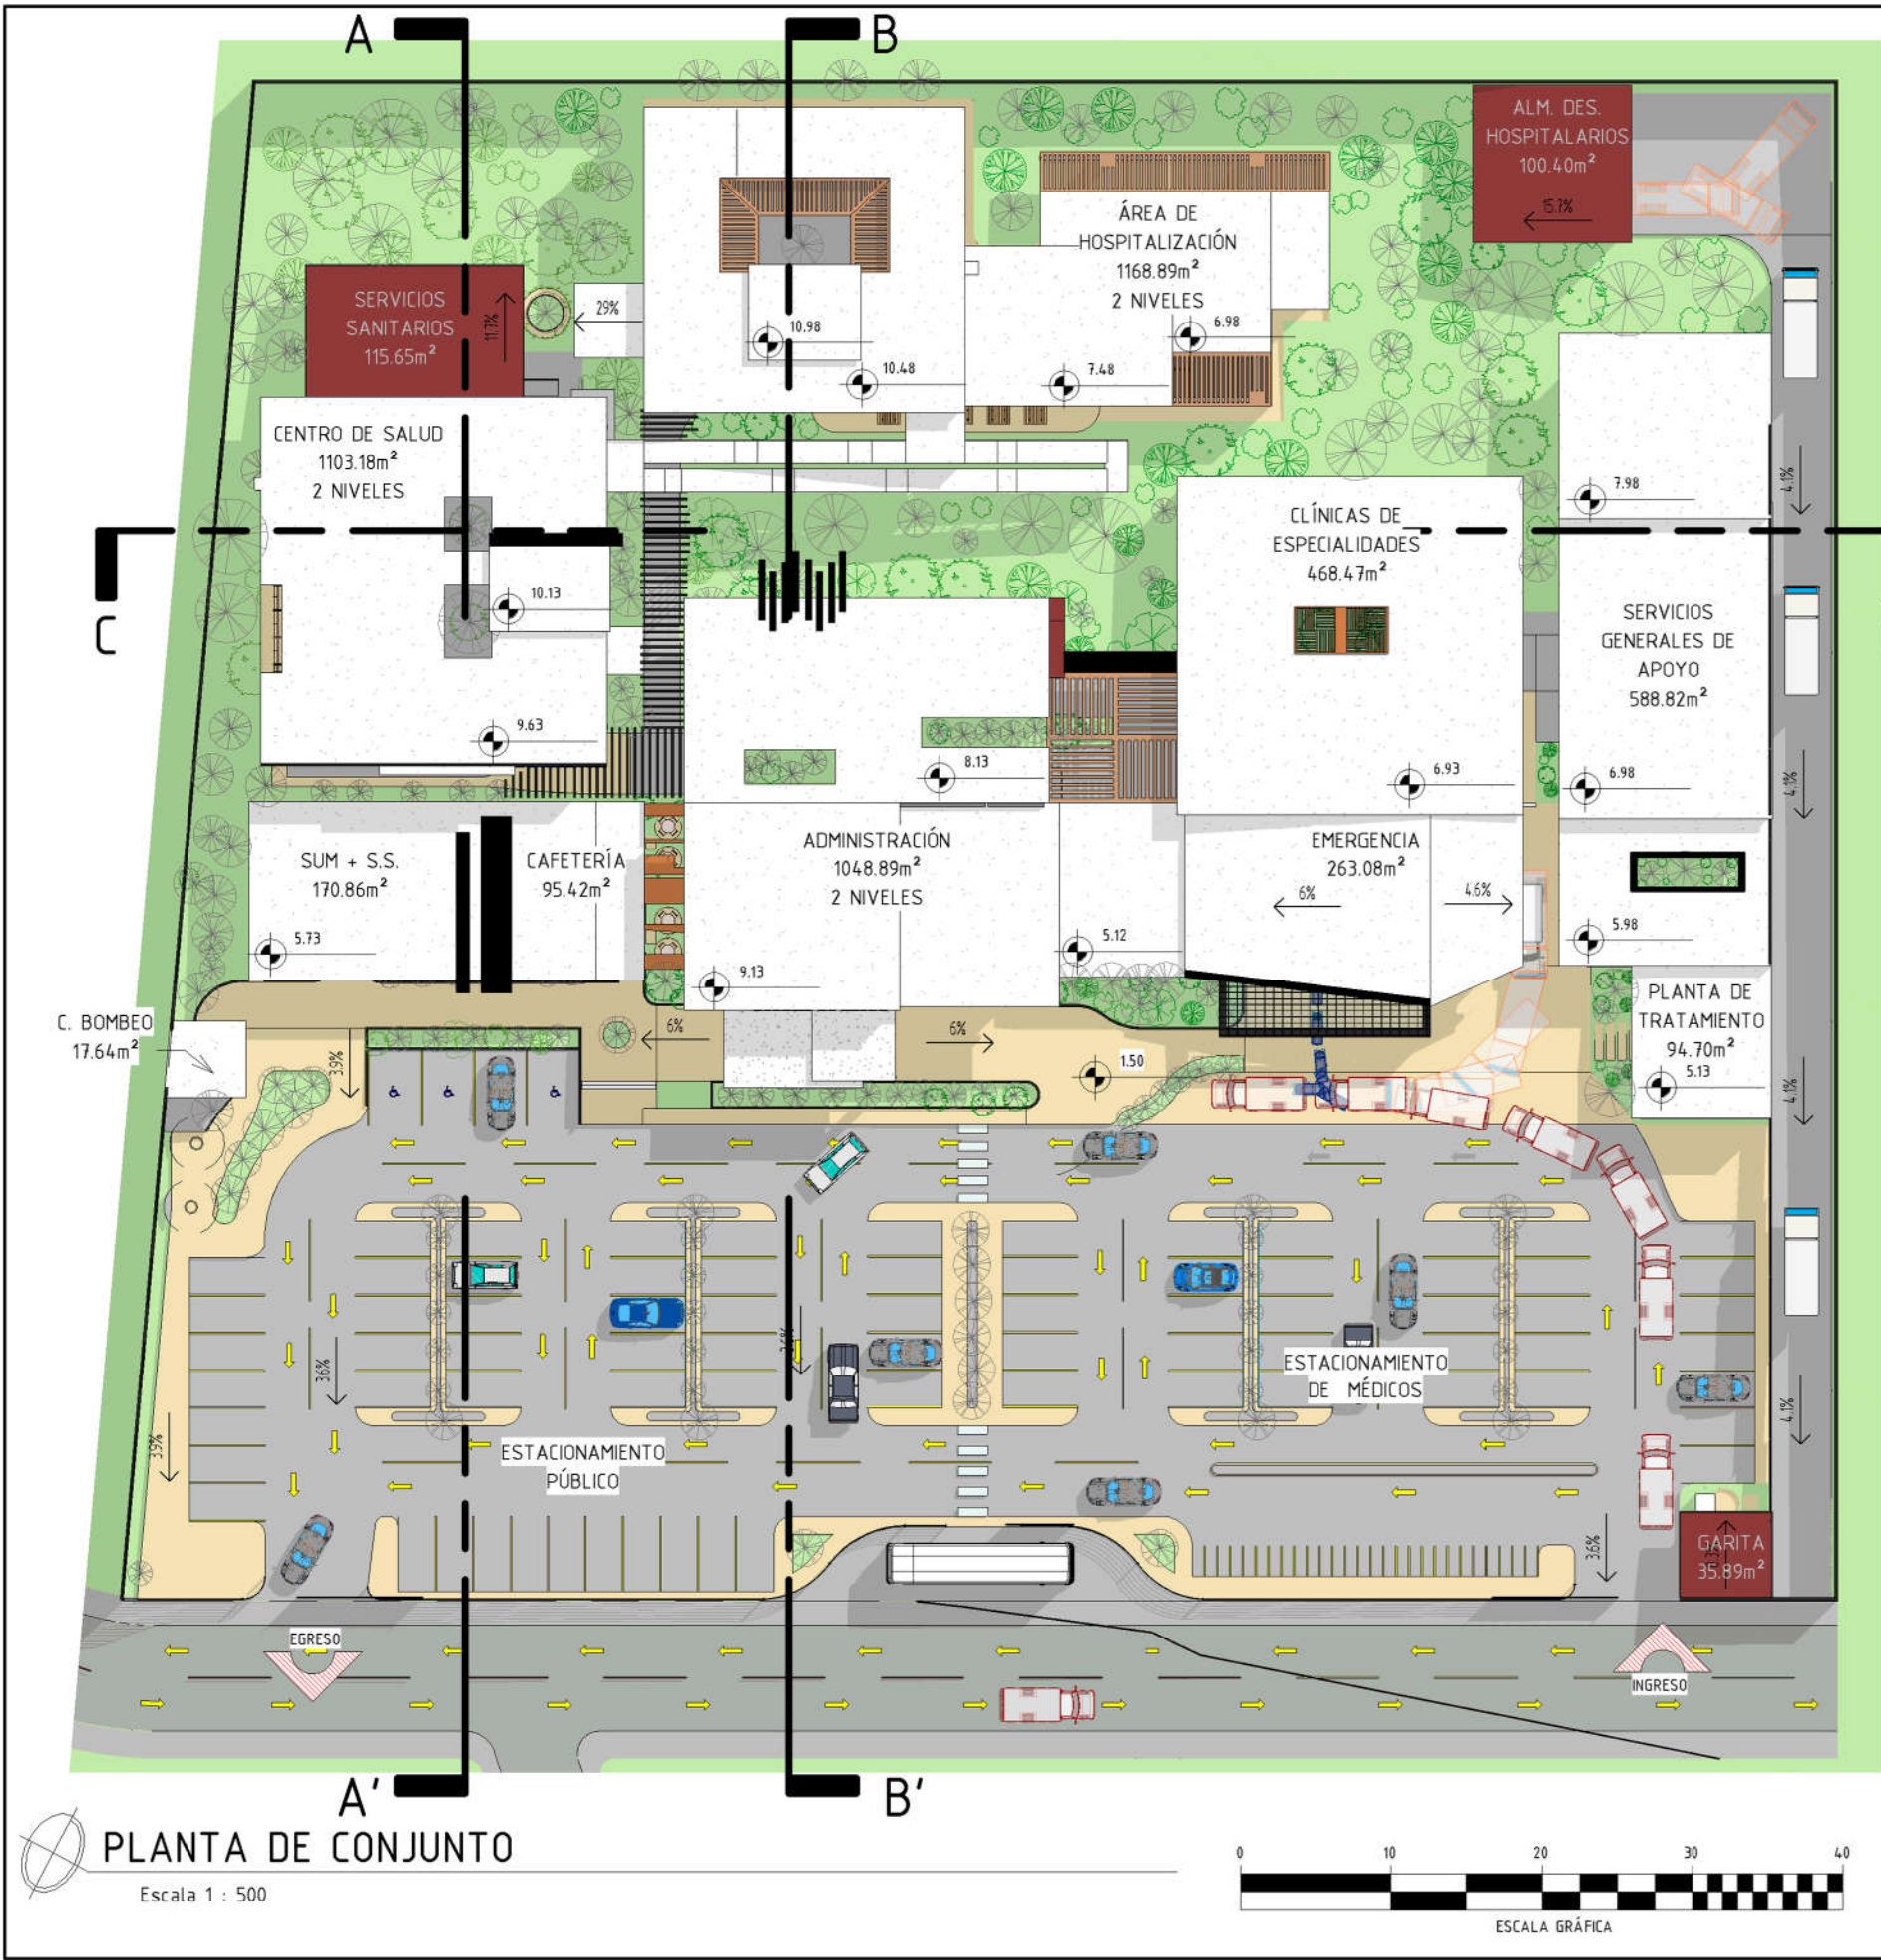 A
B
ALM. DES.
HOSPITALARIOS
100.40m²
15.7%
ÁREA DE
HOSPITALIZACIÓN
1168.89m²
2 NIVELES
SERVICIOS
SANITARIOS
115.65m²
11.7%
29%
10.98
6.98
10.48
7.48
CENTRO DE SALUD
1103.18m²
2 NIVELES
4.1%
7.98
CLÍNICAS DE
ESPECIALIDADES
468.47m²
C
10.13
SERVICIOS
GENERALES DE
APOYO
588.82m²
9.63
8.13
6.93
6.98
4.1%
SUM + S.S.
170.86m²
CAFETERÍA
95.42m²
ADMINISTRACIÓN
1048.89m²
2 NIVELES
EMERGENCIA
263.08m²
6%
4.6%
5.73
9.13
5.12
5.98
PLANTA DE
TRATAMIENTO
94.70m²
5.13
C. BOMBEO
17.64m²
3.9%
6%
6%
1.50
4.1%
3.6%
3.6%
ESTACIONAMIENTO
DE MÉDICOS
3.9%
4.1%
ESTACIONAMIENTO
PÚBLICO
3.6%
GARITA
35.89m²
EGRESO
INGRESO
A'
B'
PLANTA DE CONJUNTO
Escala 1 : 500
0 10 20 30 40
ESCALA GRÁFICA